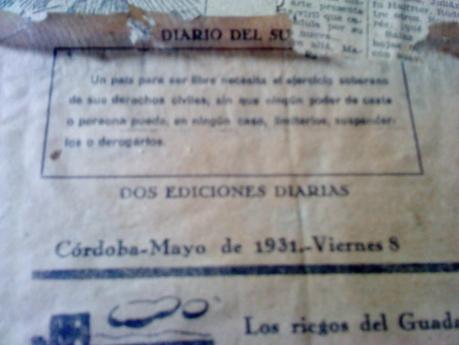 arte presenta
DIARIO DEL SU
Un país para ser libre necesita el ejercicio soberano
de sus derechos civiles, sin que ningún poder de casta
o persona pueda, en ningún caso, limitarlos, suspender-
los o derogarlos.
DOS EDICIONES DIARIAS
Córdoba-Mayo de 1931.-Viernes 8
Los riegos del Guada